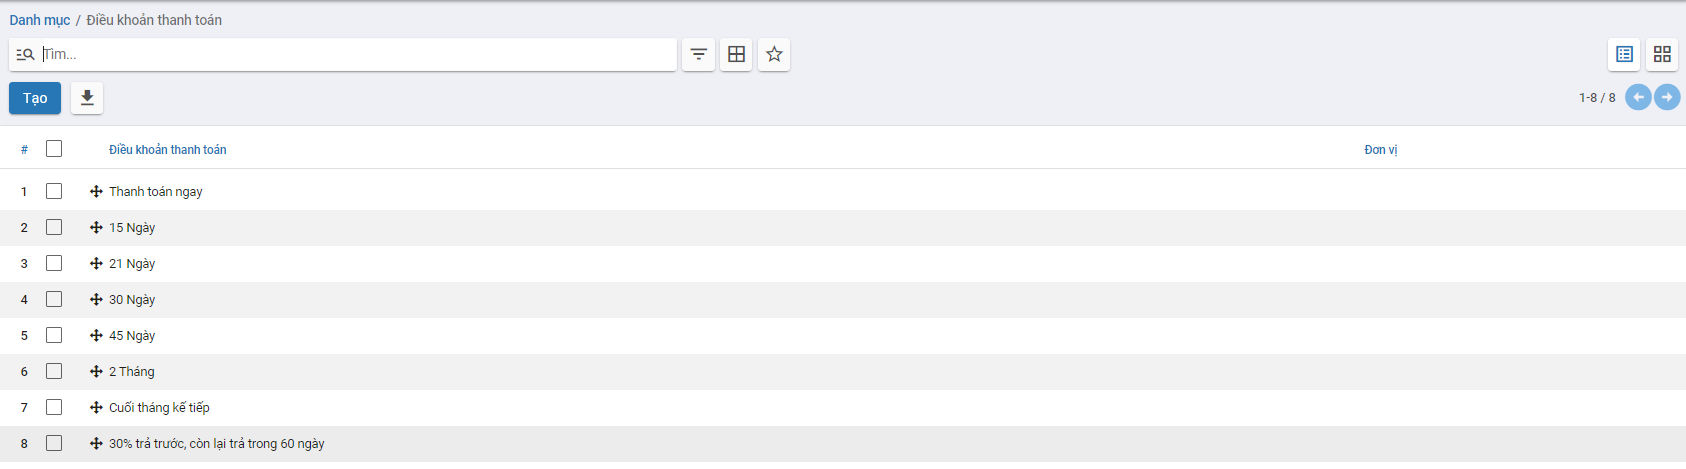 Danh mục / Điều khoản thanh toán
Tìm...
Tạo
1-8 / 8
# Điều khoản thanh toán Đơn vị
1 Thanh toán ngay
2 15 Ngày
3 21 Ngày
4 30 Ngày
5 45 Ngày
6 2 Tháng
7 Cuối tháng kế tiếp
8 30% trả trước, còn lại trả trong 60 ngày